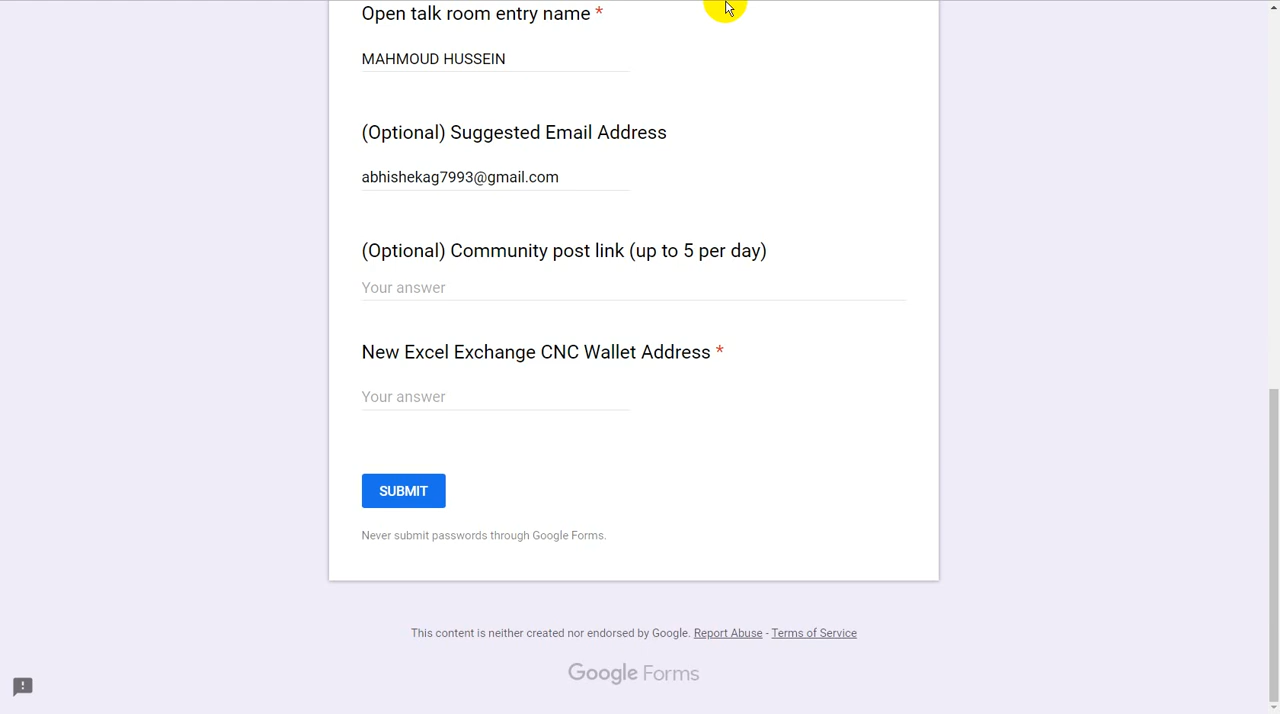 Open talk room entry name *
MAHMOUD HUSSEIN
(Optional) Suggested Email Address
abhishekag7993@gmail.com
(Optional) Community post link (up to 5 per day)
Your answer
New Excel Exchange CNC Wallet Address *
Your answer
SUBMIT
Never submit passwords through Google Forms.
This content is neither created nor endorsed by Google. Report Abuse - Terms of Service
Google Forms